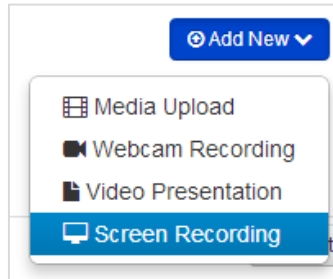 Add New
Media Upload
Webcam Recording
Video Presentation
Screen Recording